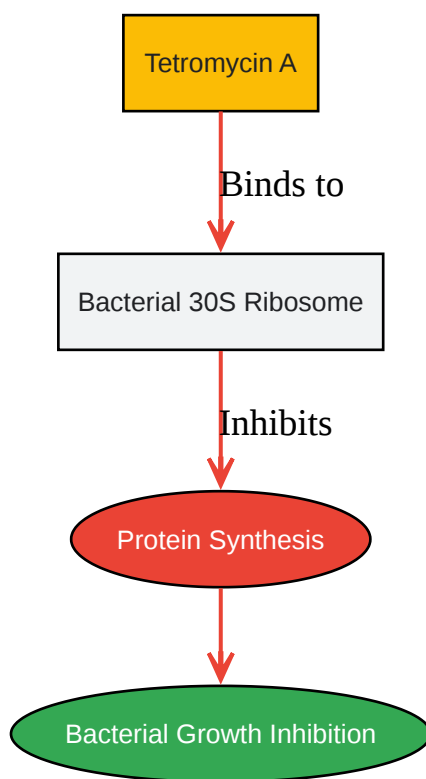 Tetromycin A
Binds to
Bacterial 30S Ribosome
Inhibits
Protein Synthesis
Bacterial Growth Inhibition